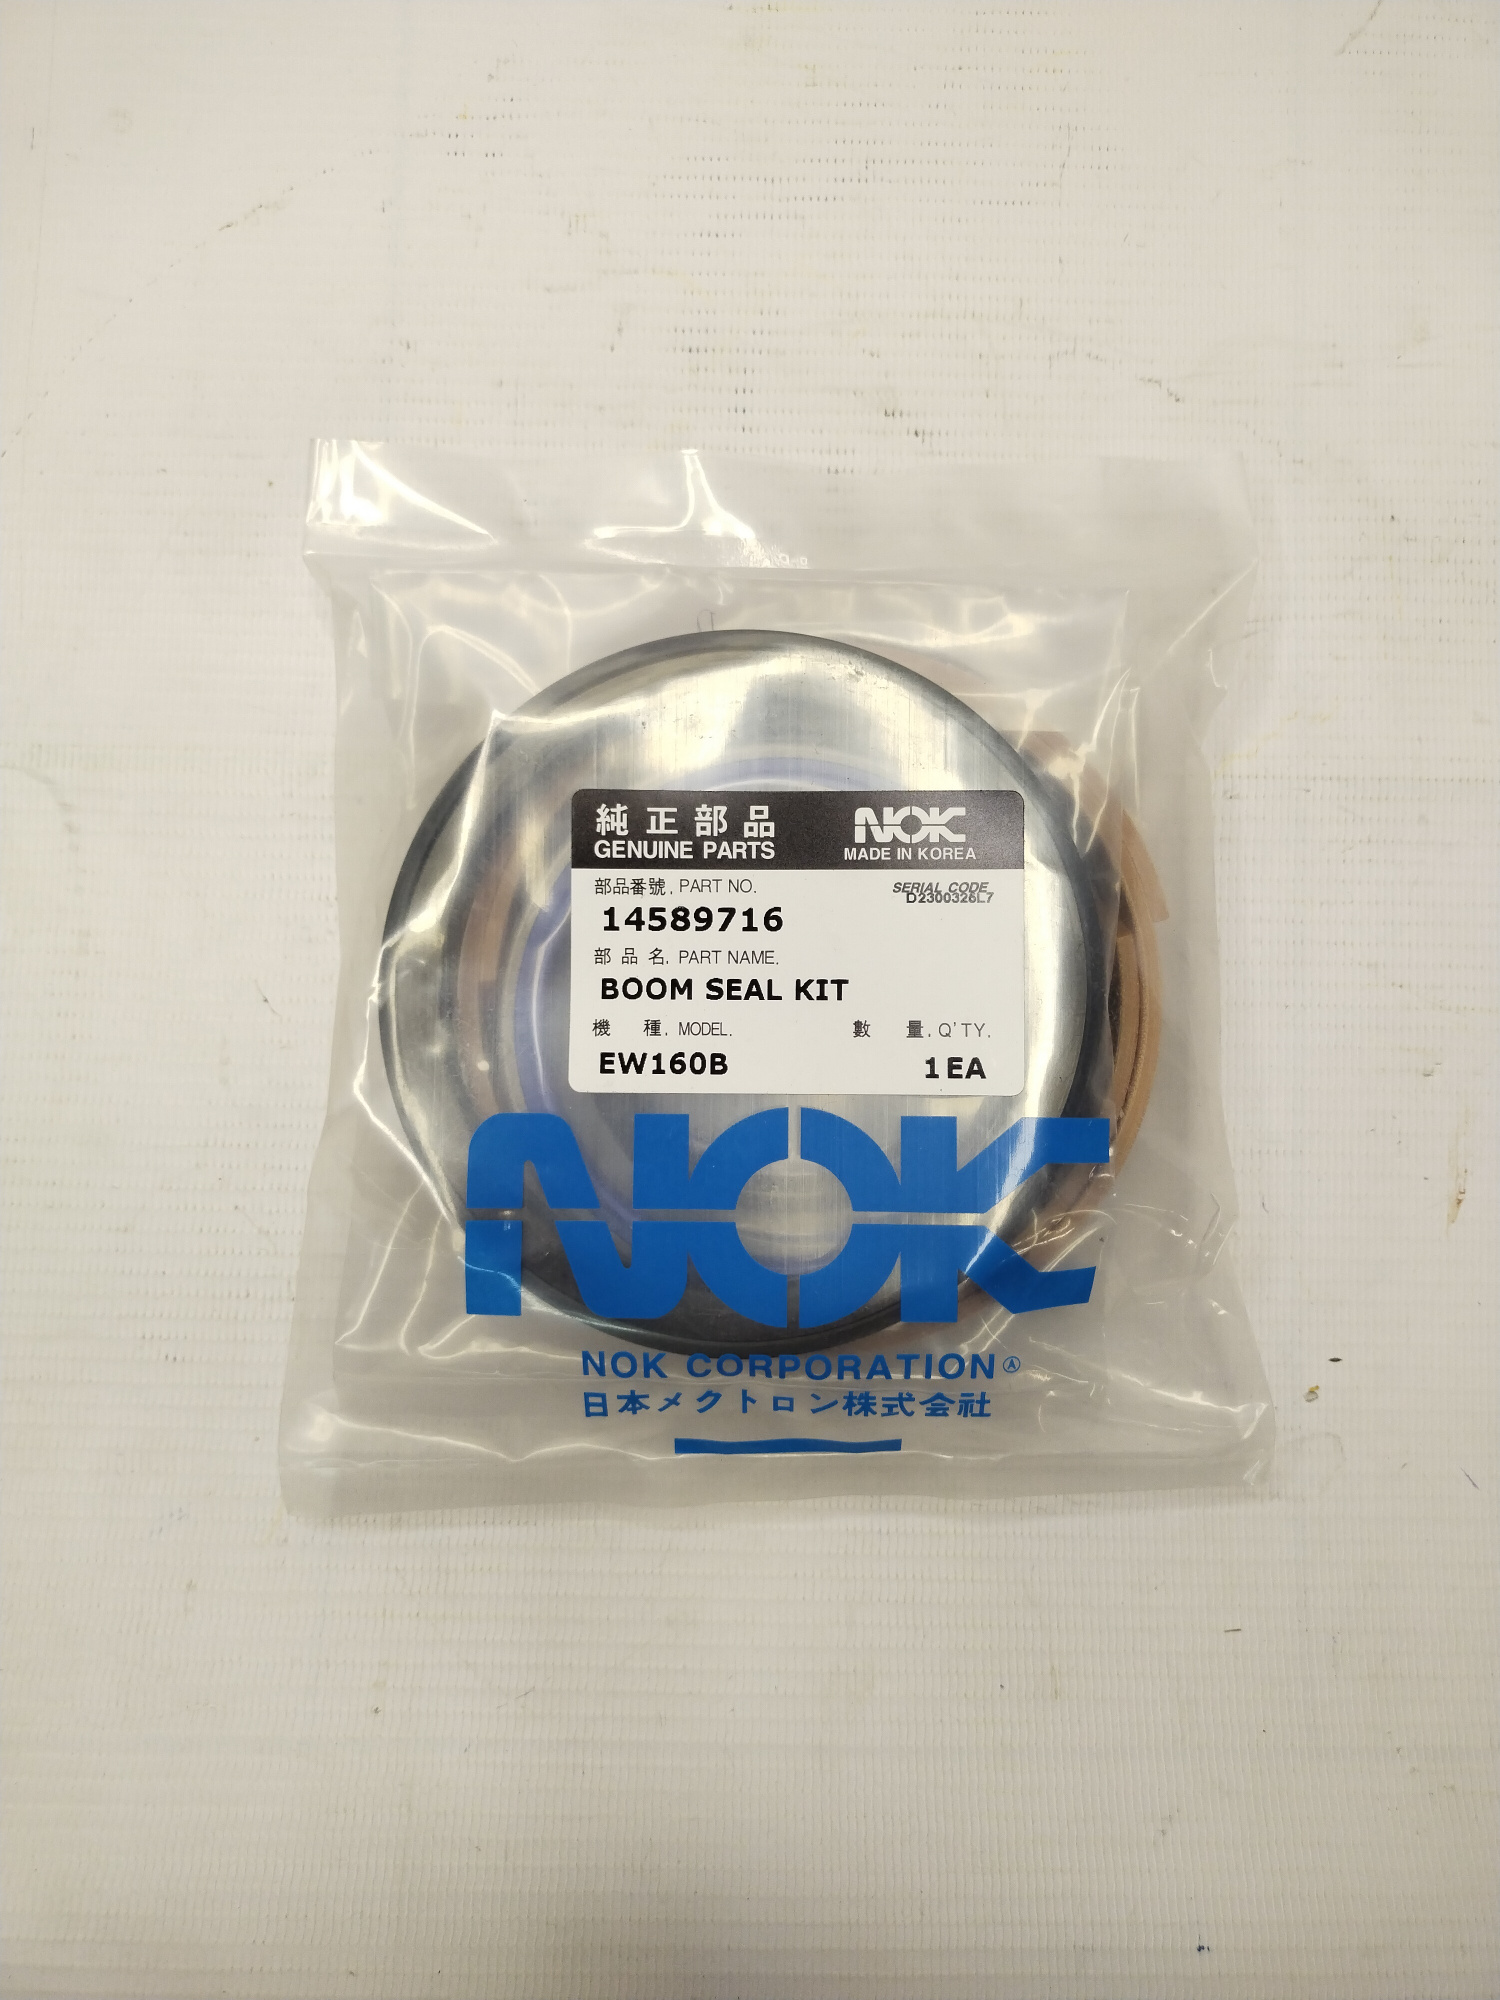 純正部品 NOK
GENUINE PARTS MADE IN KOREA
部品番號. PART NO. SERIAL CODE
D2300326L7
14589716
部品名. PART NAME.
BOOM SEAL KIT
機種. MODEL. 數量. Q'TY.
EW160B 1EA
NOK
NOK CORPORATION Ⓐ
日本メクトロン株式会社